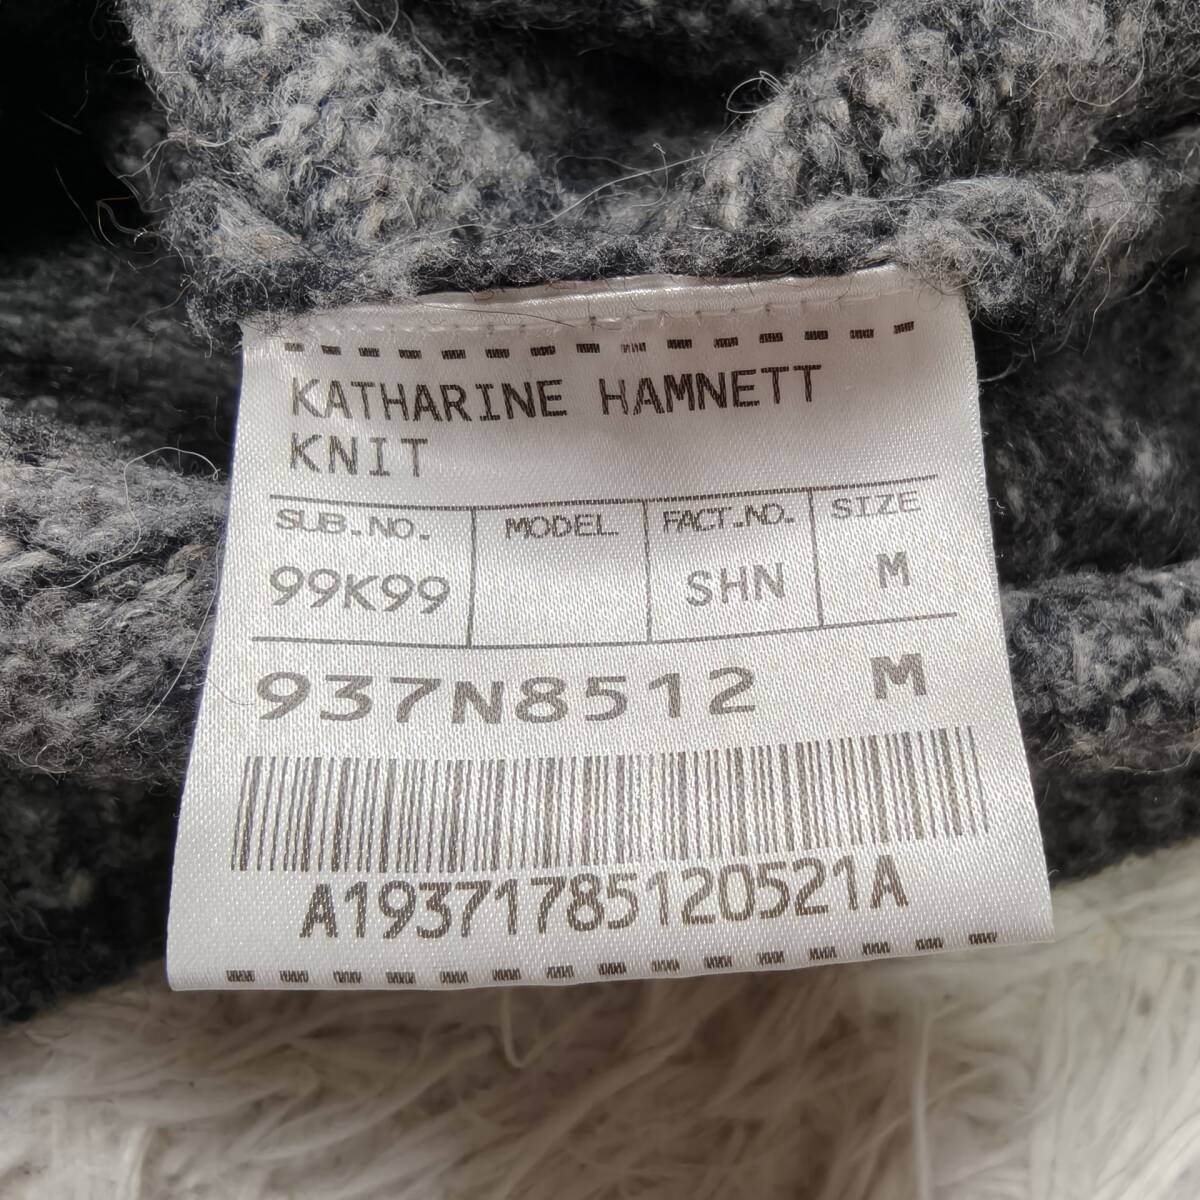 KATHARINE HAMNETT
KNIT
SUB.NO. MODEL FACT.NO. SIZE
99K99 SHN M
937N8512 M
A19371785120521A